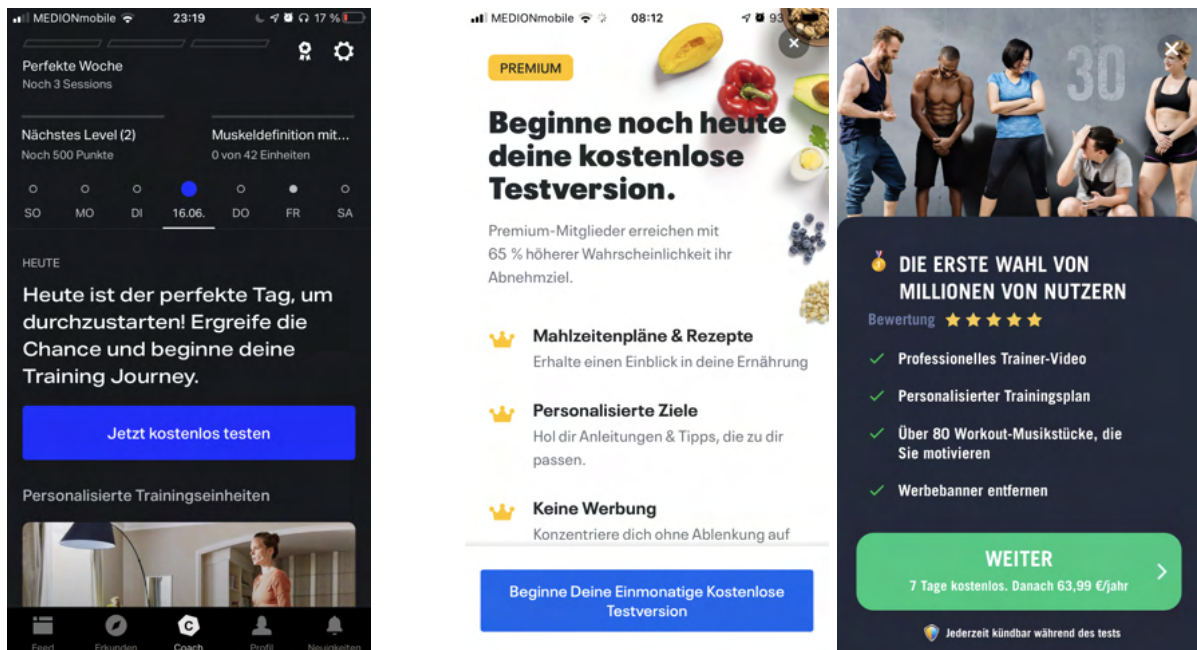 MEDIONmobile 23:19 17 %
Perfekte Woche
Noch 3 Sessions
Nächstes Level (2)
Noch 500 Punkte
Muskeldefinition mit...
0 von 42 Einheiten
SO MO DI 16.06. DO FR SA
HEUTE
Heute ist der perfekte Tag, um
durchzustarten! Ergreife die
Chance und beginne deine
Training Journey.
Jetzt kostenlos testen
Personalisierte Trainingseinheiten
C
Feed Erkunden Coach Profil Neuigkeiten
MEDIONmobile 08:12 93
PREMIUM
Beginne noch heute
deine kostenlose
Testversion.
Premium-Mitglieder erreichen mit
65 % höherer Wahrscheinlichkeit ihr
Abnehmziel.
Mahlzeitenpläne & Rezepte
Erhalte einen Einblick in deine Ernährung
Personalisierte Ziele
Hol dir Anleitungen & Tipps, die zu dir
passen.
Keine Werbung
Konzentriere dich ohne Ablenkung auf
Beginne Deine Einmonatige Kostenlose
Testversion
30
DIE ERSTE WAHL VON
MILLIONEN VON NUTZERN
Bewertung
Professionelles Trainer-Video
Personalisierter Trainingsplan
Über 80 Workout-Musikstücke, die
Sie motivieren
Werbebanner entfernen
WEITER
7 Tage kostenlos. Danach 63,99 €/jahr
Jederzeit kündbar während des tests